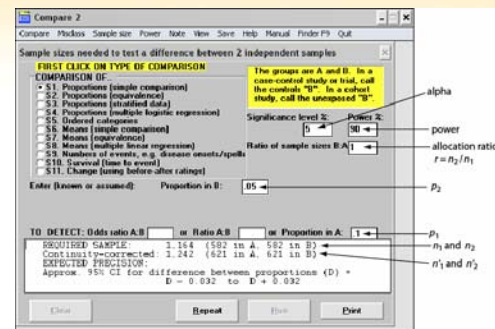 Compare 2
Compare Misclass Sample size Power Note View Save Help Manual Finder F9 Quit
Sample sizes needed to test a difference between 2 independent samples
FIRST CLICK ON TYPE OF COMPARISON
COMPARISON OF...
S1. Proportions (simple comparison)
S2. Proportions (equivalence)
S3. Proportions (stratified data)
S4. Proportions (multiple logistic regression)
S5. Ordered categories
S6. Means (simple comparison)
S7. Means (equivalence)
S8. Means (multiple linear regression)
S9. Numbers of events, e.g. disease onsets/spells
S10. Survival (time to event)
S11. Change (using before-after ratings)
The groups are A and B. In a
case-control study or trial, call
the controls "B". In a cohort
study, call the unexposed "B".
Significance level %: Power %:
5 90
Ratio of sample sizes B:A 1
alpha
power
allocation ratio
r = n2/n1
Enter (known or assumed): Proportion in B: .05
p2
TO DETECT: Odds ratio A:B or Ratio A:B or Proportion in A: .1
p1
REQUIRED SAMPLE: 1,164 (582 in A, 582 in B)
n1 and n2
Continuity-corrected: 1,242 (621 in A, 621 in B)
n'1 and n'2
EXPECTED PRECISION:
Approx. 95% CI for difference between proportions (D) =
D - 0.032 to D + 0.032
Clear Repeat Print